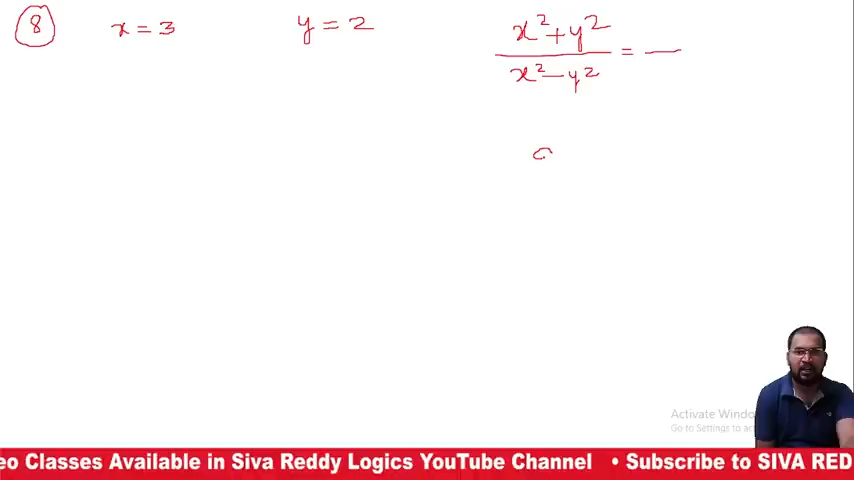 8 x = 3 y = 2 x²+y² / x²-y² = —
Activate Windo
Go to Settings to ac
eo Classes Available in Siva Reddy Logics YouTube Channel • Subscribe to SIVA RED